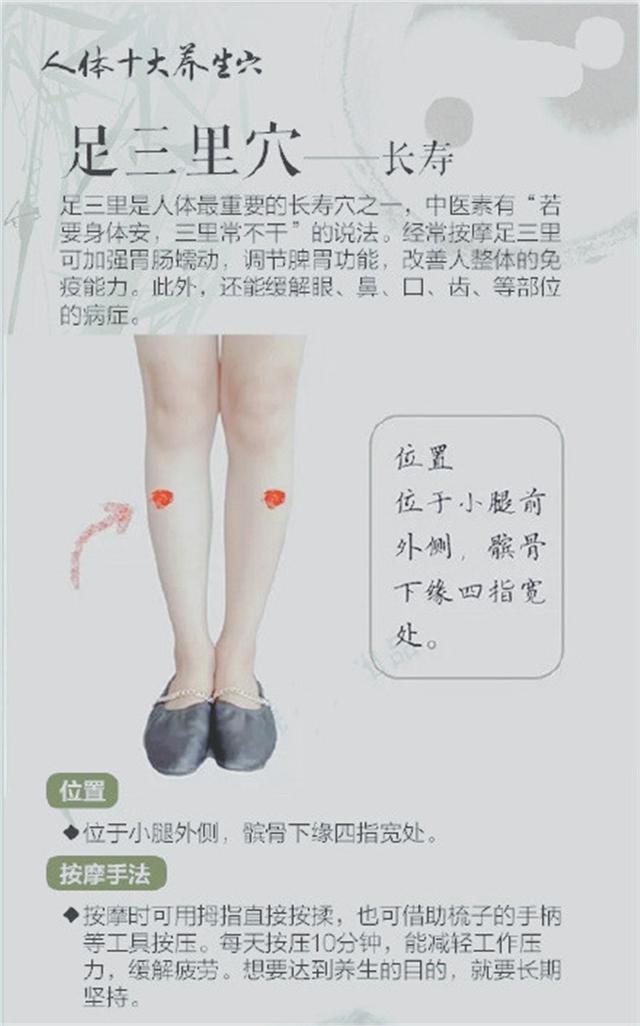 人体十大养生穴
足三里穴——长寿
足三里是人体最重要的长寿穴之一，中医素有“若
要身体安，三里常不干”的说法。经常按摩足三里
可加强胃肠蠕动，调节脾胃功能，改善人整体的免
疫能力。此外，还能缓解眼、鼻、口、齿、等部位
的病症。
位置
位于小腿前
外侧，髌骨
下缘四指宽
处。
位置
◆位于小腿外侧，髌骨下缘四指宽处。
按摩手法
◆按摩时可用拇指直接按揉，也可借助梳子的手柄
等工具按压。每天按压10分钟，能减轻工作压
力，缓解疲劳。想要达到养生的目的，就要长期
坚持。